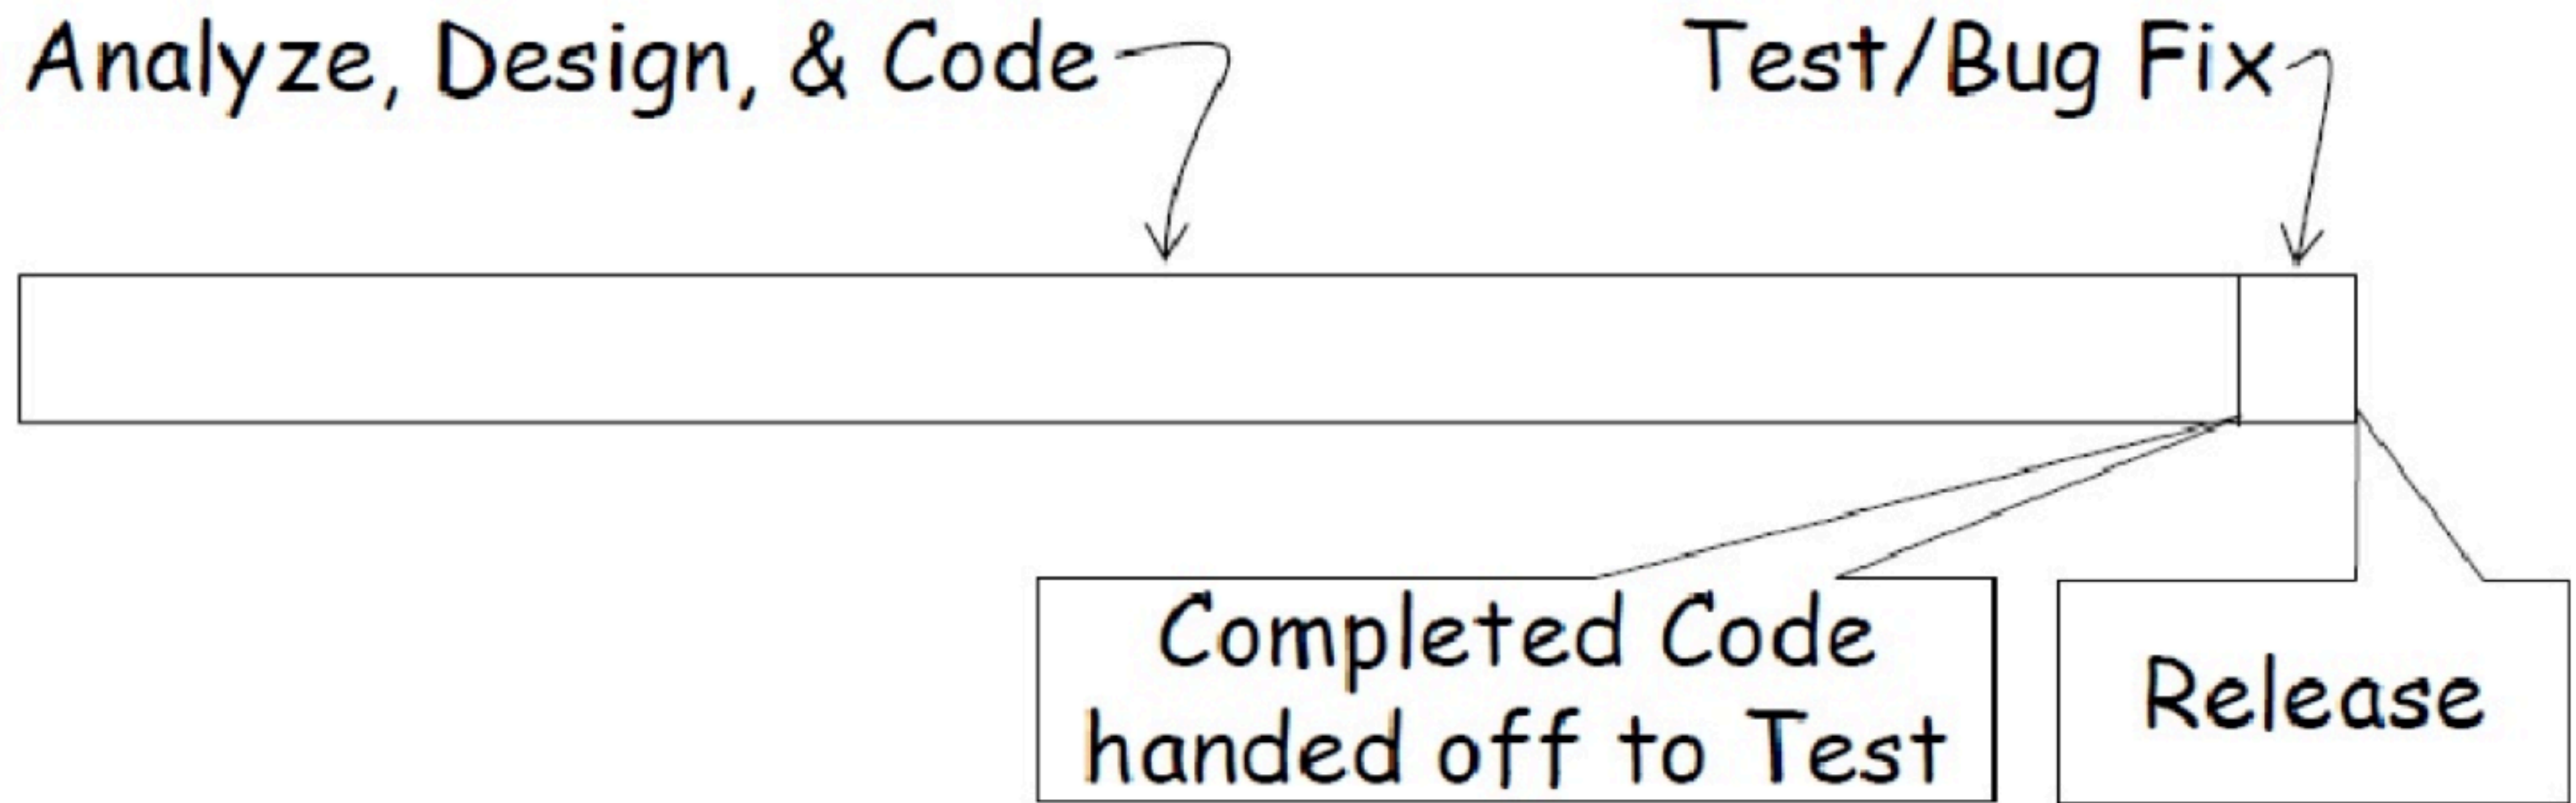 Analyze, Design, & Code
Test/Bug Fix
Completed Code
handed off to Test
Release